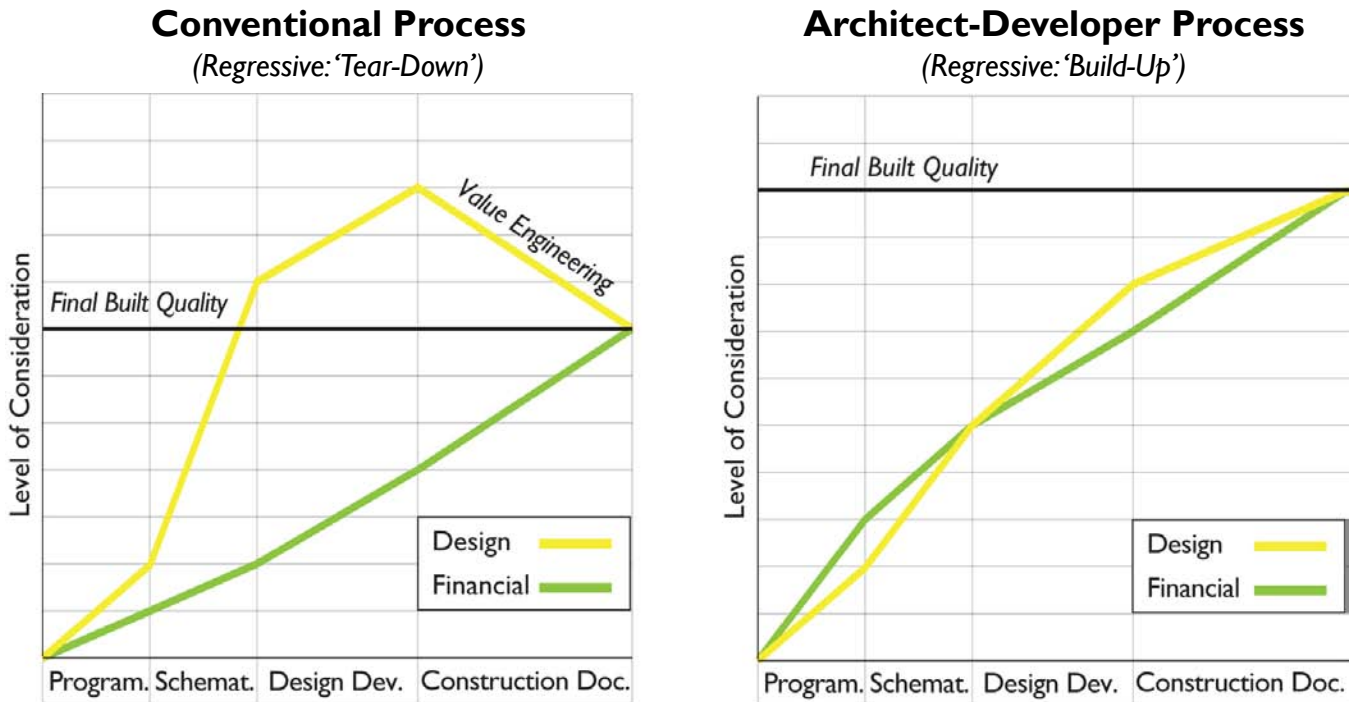 Conventional Process
(Regressive: 'Tear-Down')
Level of Consideration
Final Built Quality
Value Engineering
Design
Financial
Program. Schemat. Design Dev. Construction Doc.
Architect-Developer Process
(Regressive: 'Build-Up')
Level of Consideration
Final Built Quality
Design
Financial
Program. Schemat. Design Dev. Construction Doc.